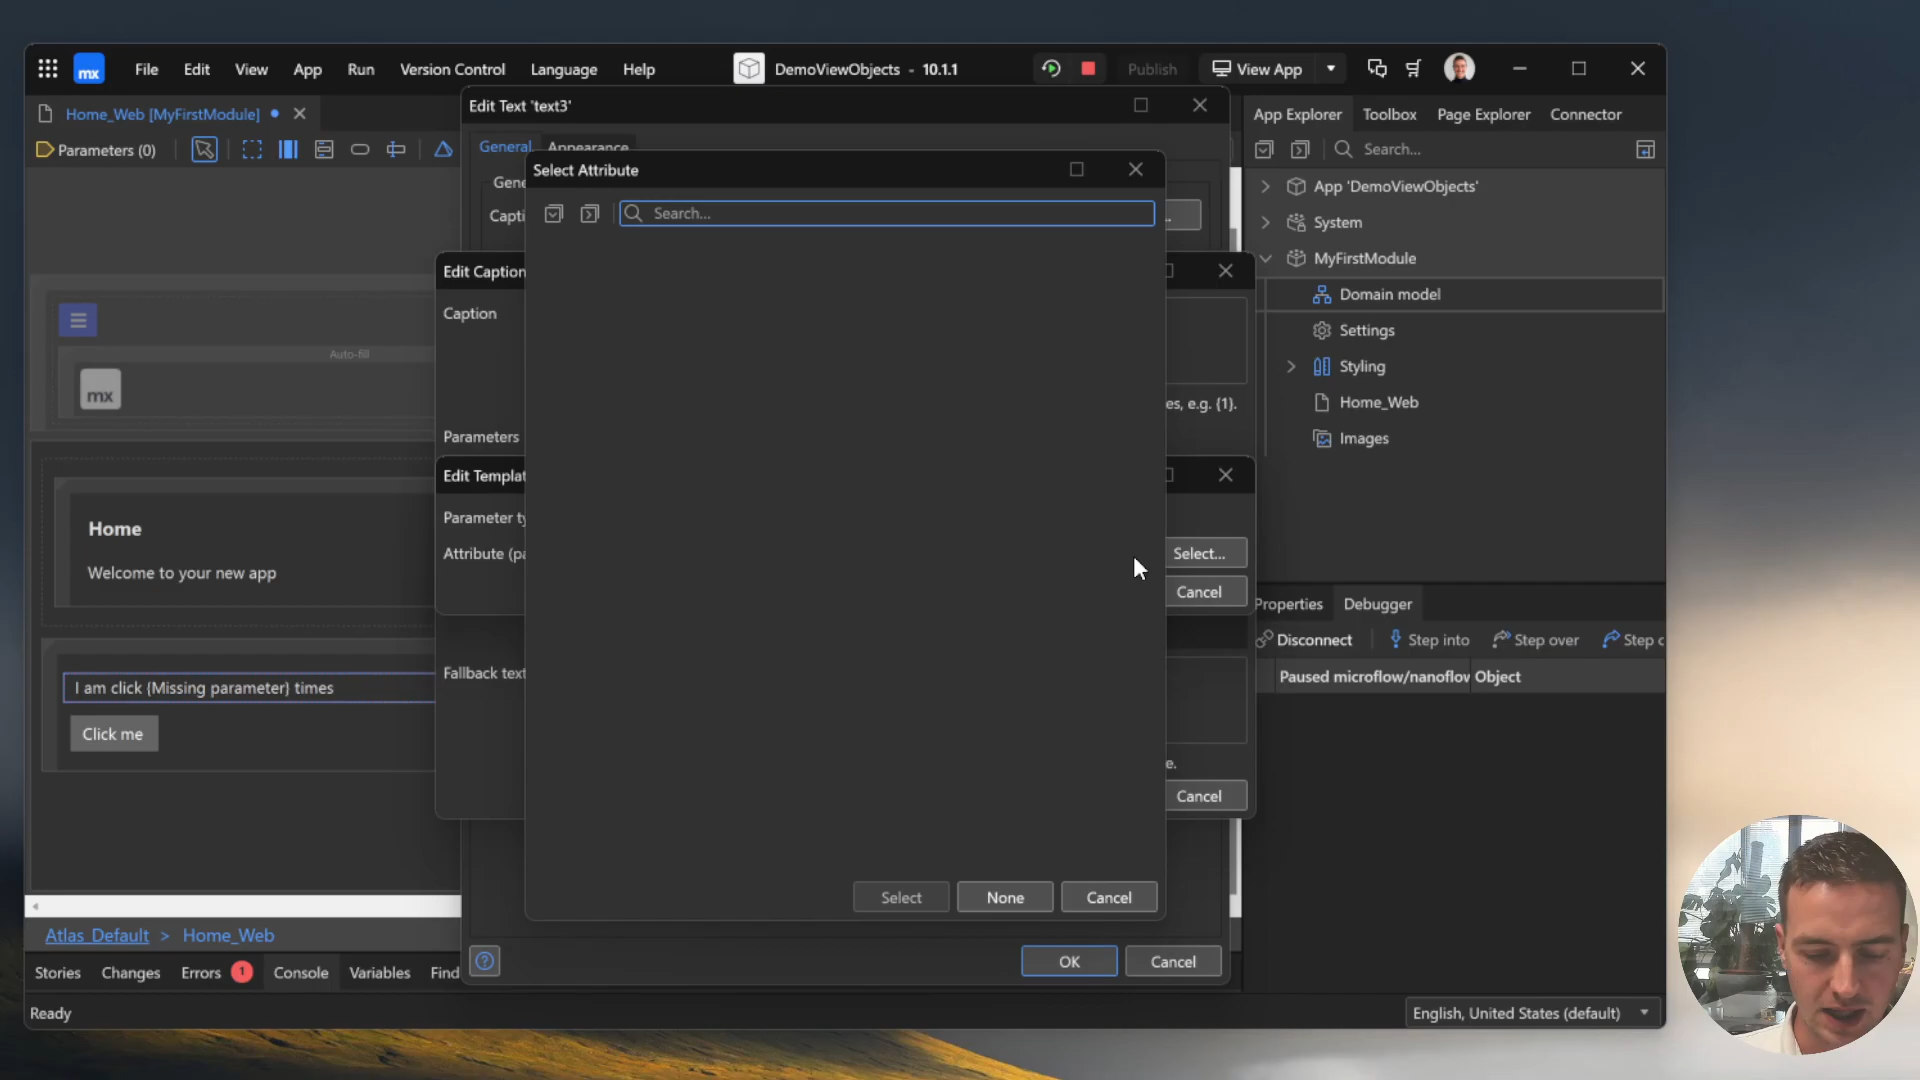 mx File Edit View App Run Version Control Language Help DemoViewObjects - 10.1.1 Publish View App
Home_Web [MyFirstModule]
Parameters (0)
Edit Text 'text3'
General Appearance
Gene
Capti
Select Attribute
Search...
Edit Caption
Caption
es, e.g. {1}.
Parameters
Edit Templat
Parameter ty
Attribute (pa
Select...
Cancel
Fallback text
e.
Cancel
Select None Cancel
OK Cancel
Auto-fill
mx
Home
Welcome to your new app
I am click {Missing parameter} times
Click me
Atlas_Default > Home_Web
Stories Changes Errors 1 Console Variables Find
Ready
App Explorer Toolbox Page Explorer Connector
Search...
App 'DemoViewObjects'
System
MyFirstModule
Domain model
Settings
Styling
Home_Web
Images
Properties Debugger
Disconnect Step into Step over Step o
Paused microflow/nanoflow Object
English, United States (default)